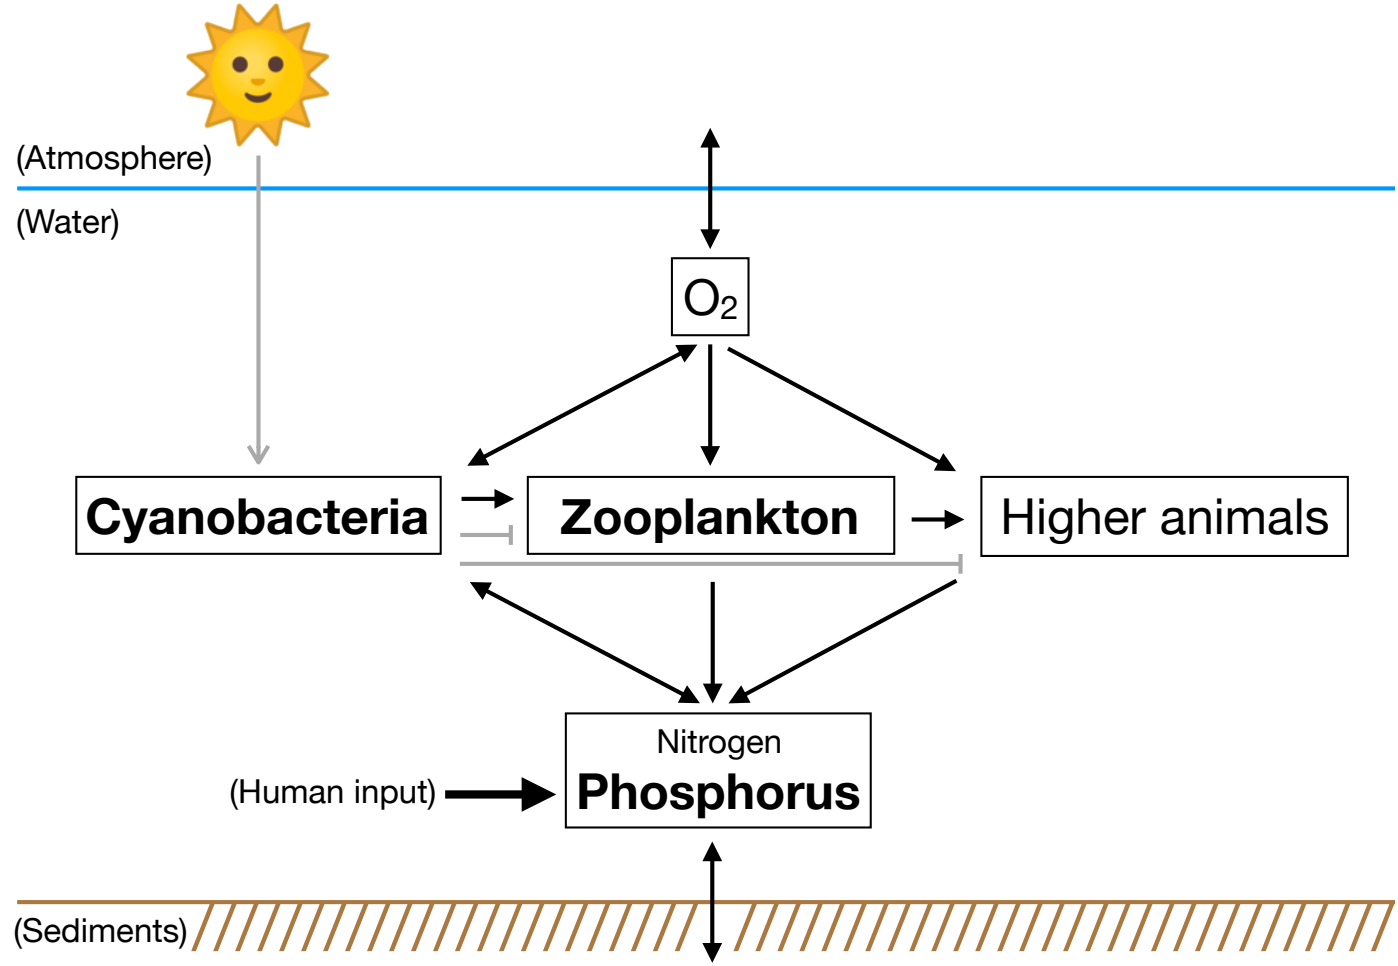 (Atmosphere)
(Water)
O₂
Cyanobacteria
Zooplankton
Higher animals
Nitrogen
(Human input)
Phosphorus
(Sediments)